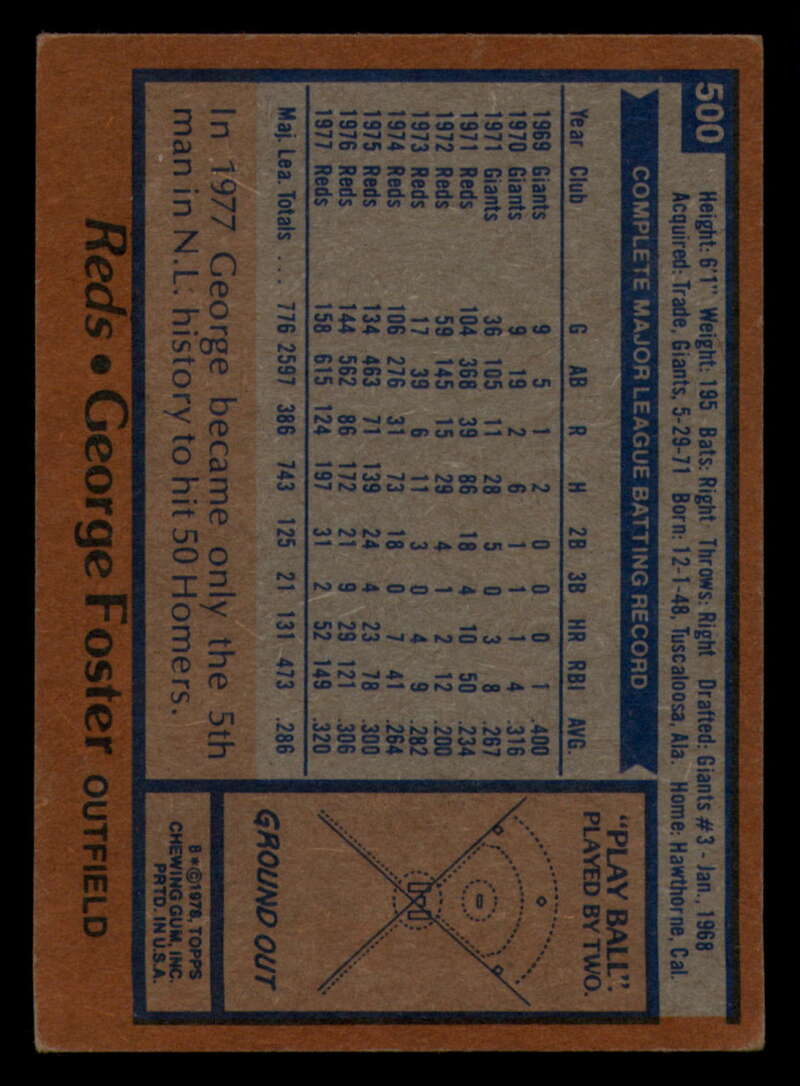 500
Height: 6'1" Weight: 195 Bats: Right Throws: Right Drafted: Giants #3 - Jan., 1968
Acquired: Trade, Giants, 5-29-71 Born: 12-1-48, Tuscaloosa, Ala. Home: Hawthorne, Cal.
COMPLETE MAJOR LEAGUE BATTING RECORD
Year Club G AB R H 2B 3B HR RBI AVG.
1969 Giants 9 5 1 2 0 0 0 1 .400
1970 Giants 9 19 2 6 1 1 1 4 .316
1971 Giants 36 105 11 28 5 0 3 8 .267
1971 Reds 104 368 39 86 18 4 10 50 .234
1972 Reds 59 145 15 29 4 1 2 12 .200
1973 Reds 17 39 6 11 3 0 4 9 .282
1974 Reds 106 276 31 73 18 0 7 41 .264
1975 Reds 134 463 71 139 24 4 23 78 .300
1976 Reds 144 562 86 172 21 9 29 121 .306
1977 Reds 158 615 124 197 31 2 52 149 .320
Maj. Lea. Totals ... 776 2597 386 743 125 21 131 473 .286
In 1977 George became only the 5th
man in N.L. history to hit 50 Homers.
"PLAY BALL":
PLAYED BY TWO.
GROUND OUT
B*©1978, TOPPS
CHEWING GUM, INC.
PRTD. IN U.S.A.
Reds • George Foster OUTFIELD